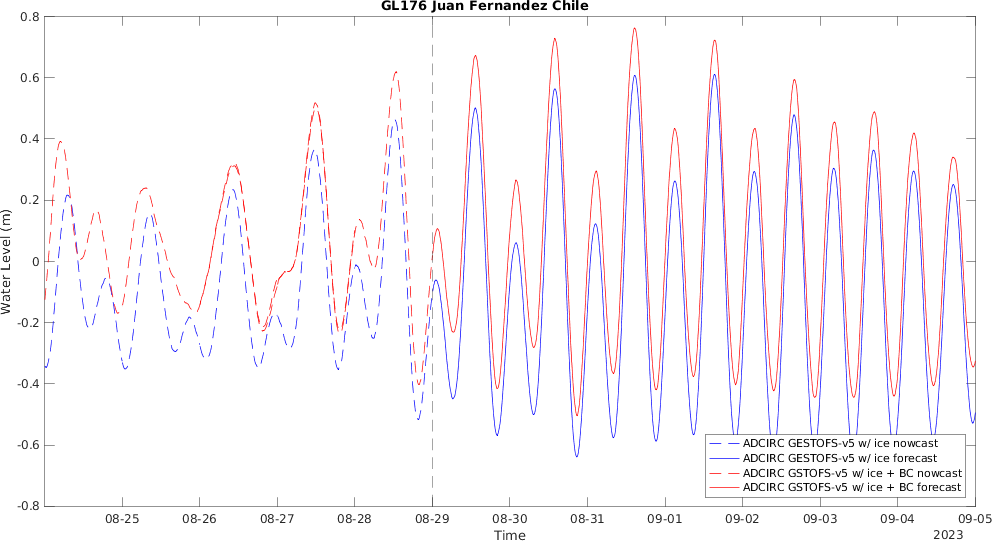 GL176 Juan Fernandez Chile
0.8
0.6
0.4
0.2
0
-0.2
-0.4
-0.6
-0.8
Water Level (m)
08-25 08-26 08-27 08-28 08-29 08-30 08-31 09-01 09-02 09-03 09-04 09-05
Time
2023
ADCIRC GESTOFS-v5 w/ ice nowcast
ADCIRC GESTOFS-v5 w/ ice forecast
ADCIRC GSTOFS-v5 w/ ice + BC nowcast
ADCIRC GSTOFS-v5 w/ ice + BC forecast